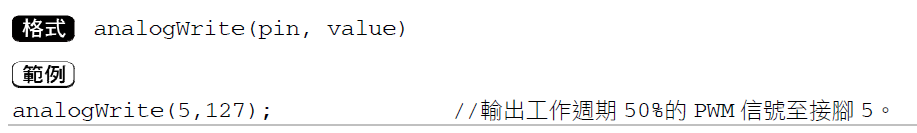 格式 analogWrite(pin, value)
範例
analogWrite(5,127); //輸出工作週期 50%的 PWM 信號至接腳 5。